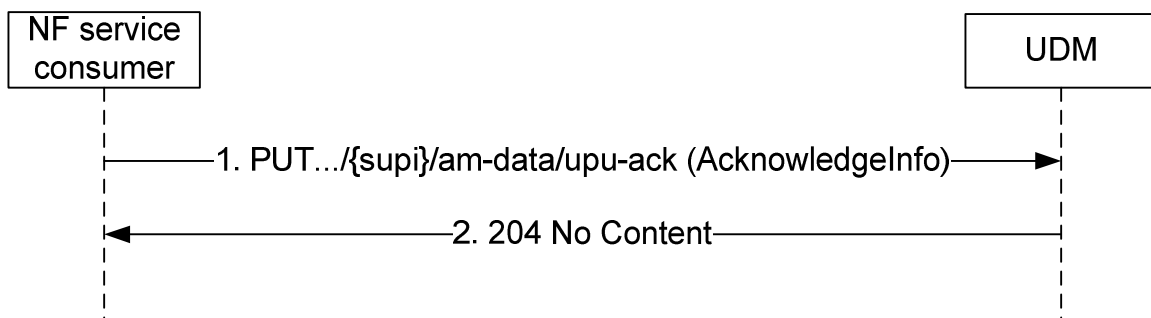 NF service
consumer
UDM
1. PUT.../{supi}/am-data/upu-ack (AcknowledgeInfo)
2. 204 No Content